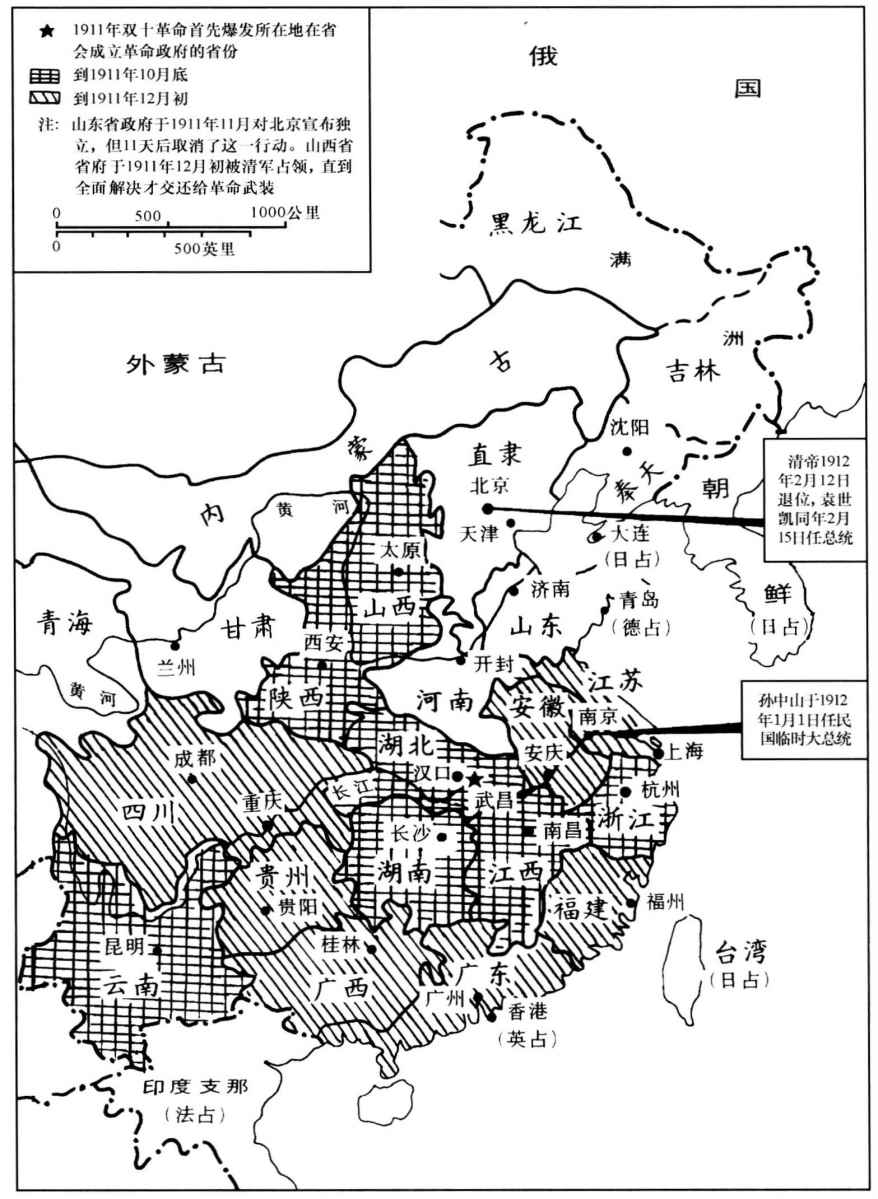 ★ 1911年双十革命首先爆发所在地在省
会成立革命政府的省份
到1911年10月底
到1911年12月初
注: 山东省政府于1911年11月对北京宣布独
立，但11天后取消了这一行动。山西省
省府于1911年12月初被清军占领，直到
全面解决才交还给革命武装
0 500 1000公里
0 500英里
俄
国
黑龙江
满
洲
吉林
外蒙古
古
蒙
内
沈阳
奉天
直隶
北京
天津
大连
(日占)
朝
鲜
(日占)
清帝1912
年2月12日
退位，袁世
凯同年2月
15日任总统
黄 河
太原
山西
济南
山东
青岛
(德占)
青海
甘肃
兰州
黄 河
西安
陕西
开封
河南
江苏
安徽
南京
安庆
上海
孙中山于1912
年1月1日任民
国临时大总统
湖北
汉口
★
武昌
成都
四川
重庆
长江
杭州
浙江
长沙
湖南
南昌
江西
贵州
贵阳
福建
福州
昆明
云南
桂林
广西
广东
广州
香港
(英占)
台湾
(日占)
印度支那
(法占)